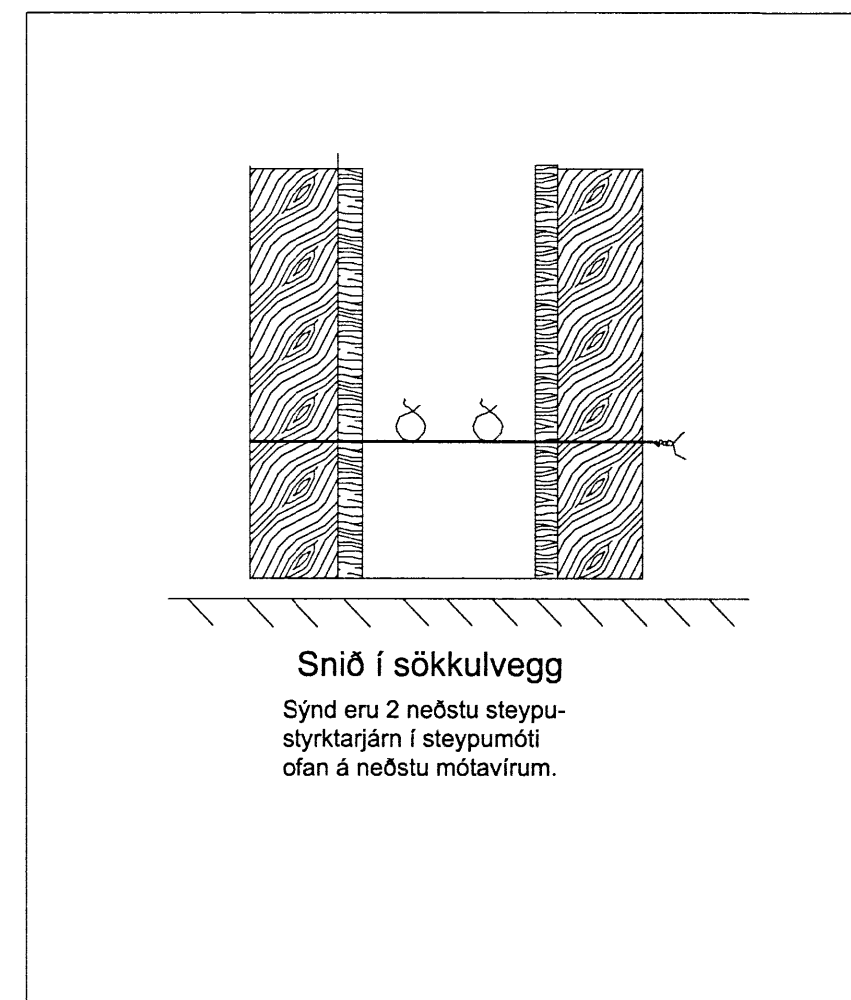 Snið í sökkulvegg
Sýnd eru 2 neðstu steypu-
styrktarjárn í steypumóti
ofan á neðstu mótavírum.